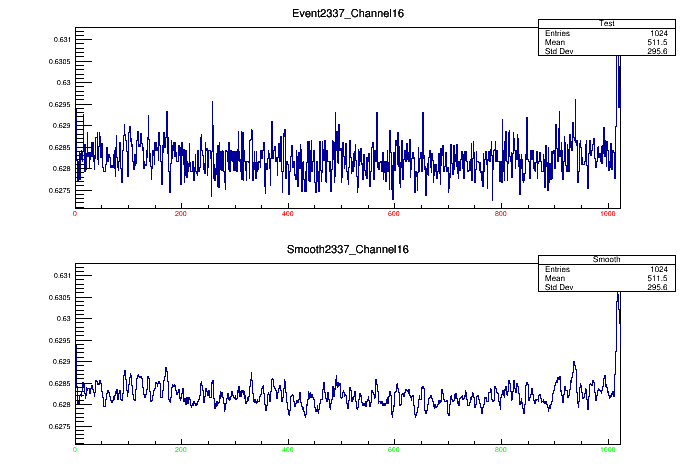 Event2337_Channel16
Test
Entries 1024
Mean 511.5
Std Dev 295.6
0.631
0.6305
0.63
0.6295
0.629
0.6285
0.628
0.6275
0 200 400 600 800 1000
Smooth2337_Channel16
Smooth
Entries 1024
Mean 511.5
Std Dev 295.6
0.631
0.6305
0.63
0.6295
0.629
0.6285
0.628
0.6275
0 200 400 600 800 1000